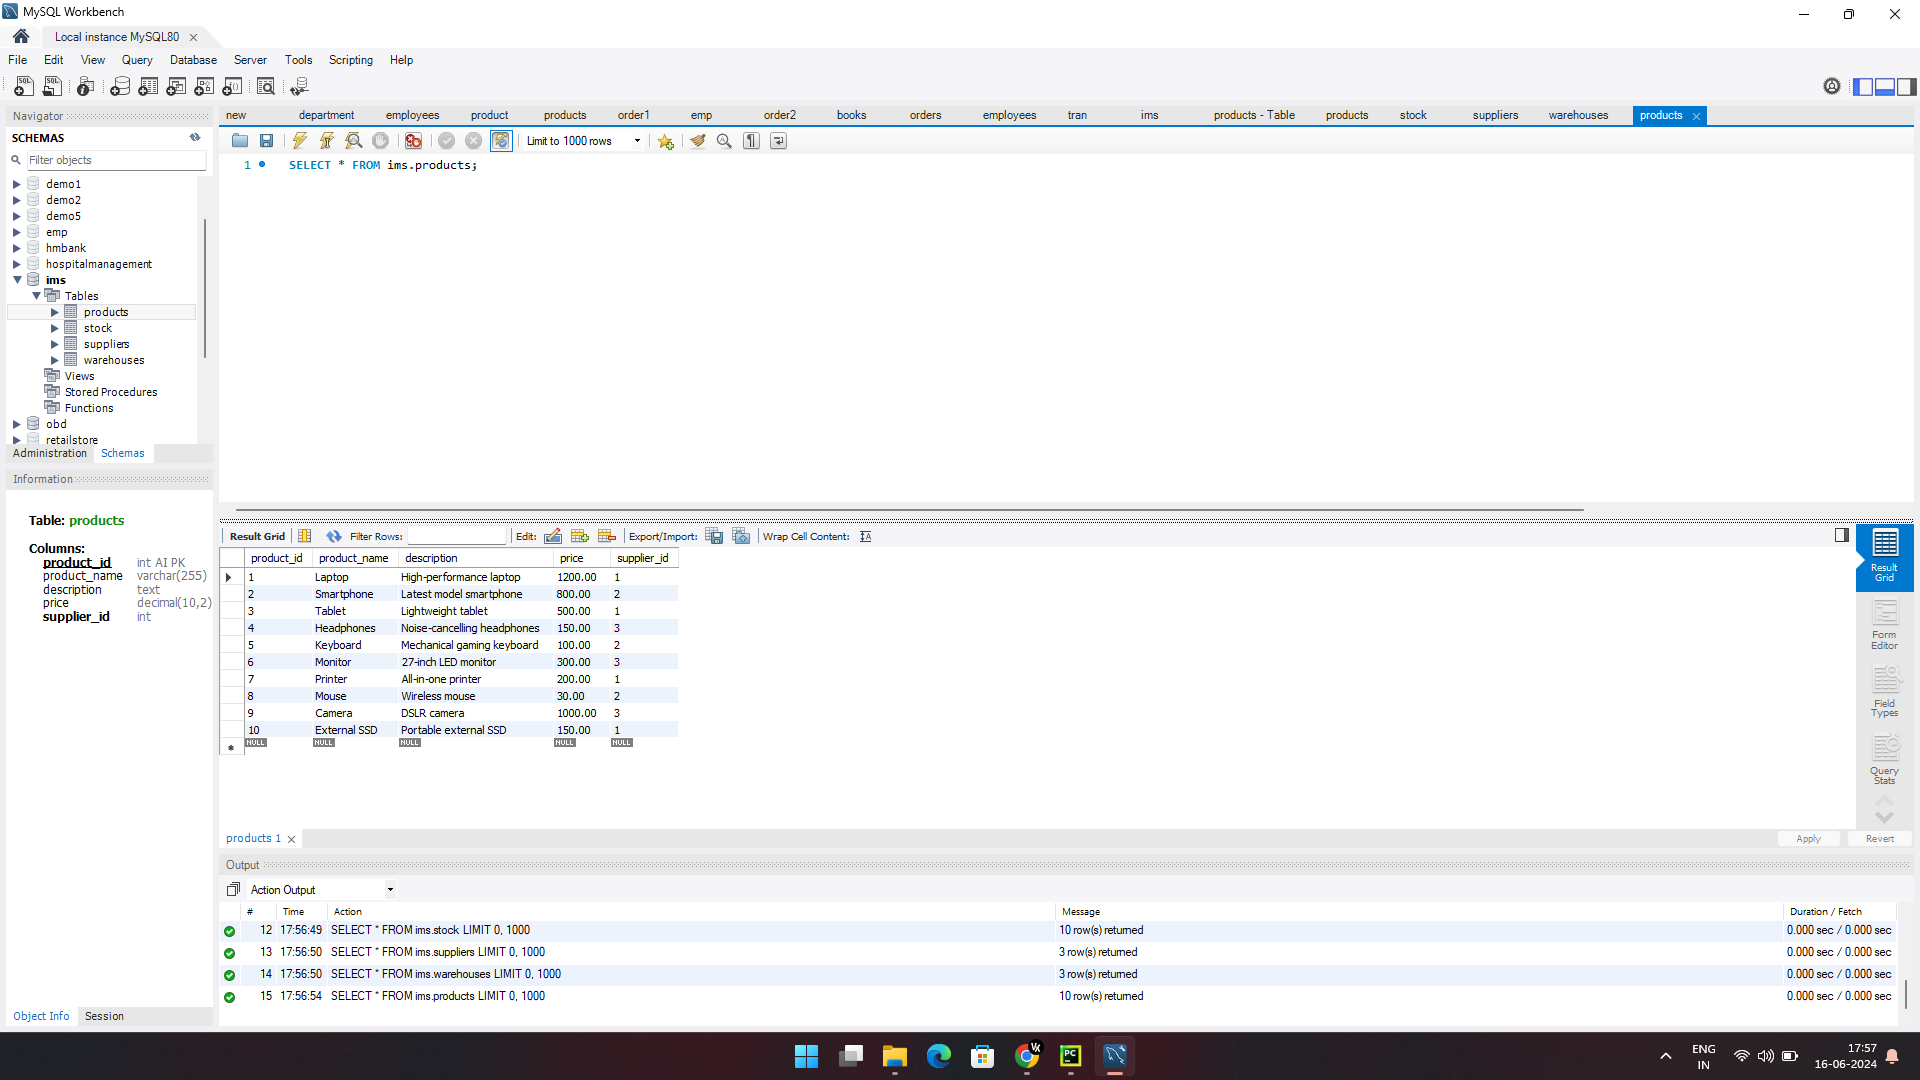 MySQL Workbench
Local instance MySQL80
File Edit View Query Database Server Tools Scripting Help
Navigator
SCHEMAS
Filter objects
demo1
demo2
demo5
emp
hmbank
hospitalmanagement
ims
Tables
products
stock
suppliers
warehouses
Views
Stored Procedures
Functions
obd
retailstore
Administration Schemas
Information
Table: products
Columns:
product_id int AI PK
product_name varchar(255)
description text
price decimal(10,2)
supplier_id int
Object Info Session
new department employees product products order1 emp order2 books orders employees tran ims products - Table products stock suppliers warehouses products
Limit to 1000 rows
1 SELECT * FROM ims.products;
Result Grid Filter Rows: Edit: Export/Import: Wrap Cell Content:
product_id product_name description price supplier_id
1 Laptop High-performance laptop 1200.00 1
2 Smartphone Latest model smartphone 800.00 2
3 Tablet Lightweight tablet 500.00 1
4 Headphones Noise-cancelling headphones 150.00 3
5 Keyboard Mechanical gaming keyboard 100.00 2
6 Monitor 27-inch LED monitor 300.00 3
7 Printer All-in-one printer 200.00 1
8 Mouse Wireless mouse 30.00 2
9 Camera DSLR camera 1000.00 3
10 External SSD Portable external SSD 150.00 1
NULL NULL NULL NULL NULL
Result
Grid
Form
Editor
Field
Types
Query
Stats
products 1
Apply Revert
Output
Action Output
# Time Action Message Duration / Fetch
12 17:56:49 SELECT * FROM ims.stock LIMIT 0, 1000 10 row(s) returned 0.000 sec / 0.000 sec
13 17:56:50 SELECT * FROM ims.suppliers LIMIT 0, 1000 3 row(s) returned 0.000 sec / 0.000 sec
14 17:56:50 SELECT * FROM ims.warehouses LIMIT 0, 1000 3 row(s) returned 0.000 sec / 0.000 sec
15 17:56:54 SELECT * FROM ims.products LIMIT 0, 1000 10 row(s) returned 0.000 sec / 0.000 sec
ENG
IN
17:57
16-06-2024